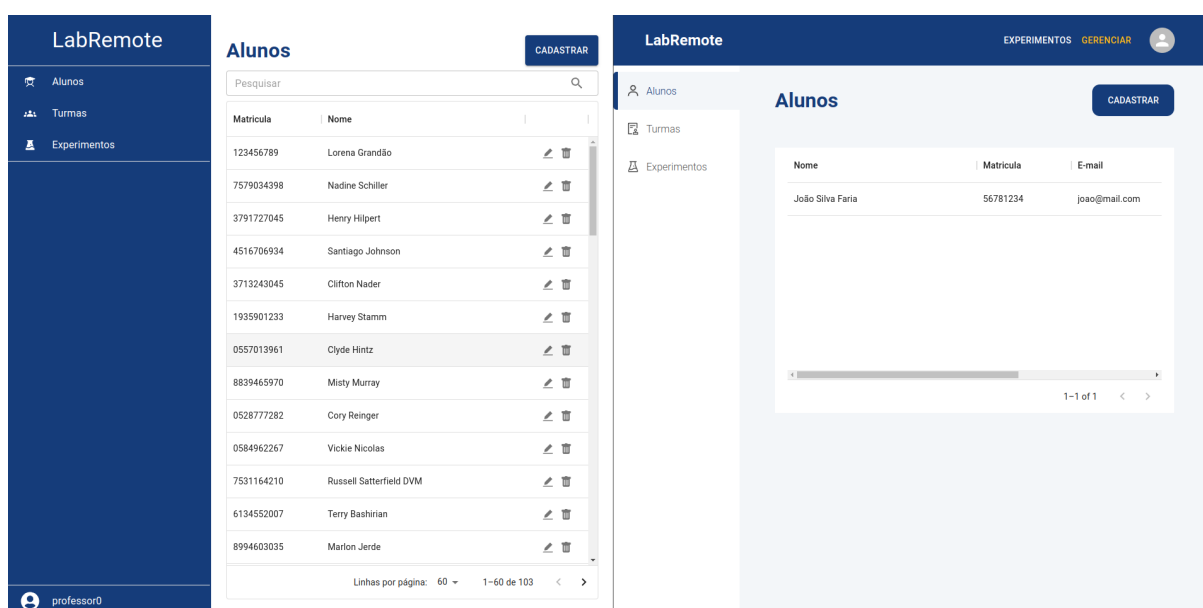 LabRemote
Alunos
Turmas
Experimentos
professor0
Alunos
CADASTRAR
Pesquisar
Matricula Nome
123456789 Lorena Grandão
7579034398 Nadine Schiller
3791727045 Henry Hilpert
4516706934 Santiago Johnson
3713243045 Clifton Nader
1935901233 Harvey Stamm
0557013961 Clyde Hintz
8839465970 Misty Murray
0528777282 Cory Reinger
0584962267 Vickie Nicolas
7531164210 Russell Satterfield DVM
6134552007 Terry Bashirian
8994603035 Marlon Jerde
Linhas por página: 60 1–60 de 103
LabRemote EXPERIMENTOS GERENCIAR
Alunos
Turmas
Experimentos
Alunos
CADASTRAR
Nome Matricula E-mail
João Silva Faria 56781234 joao@mail.com
1–1 of 1